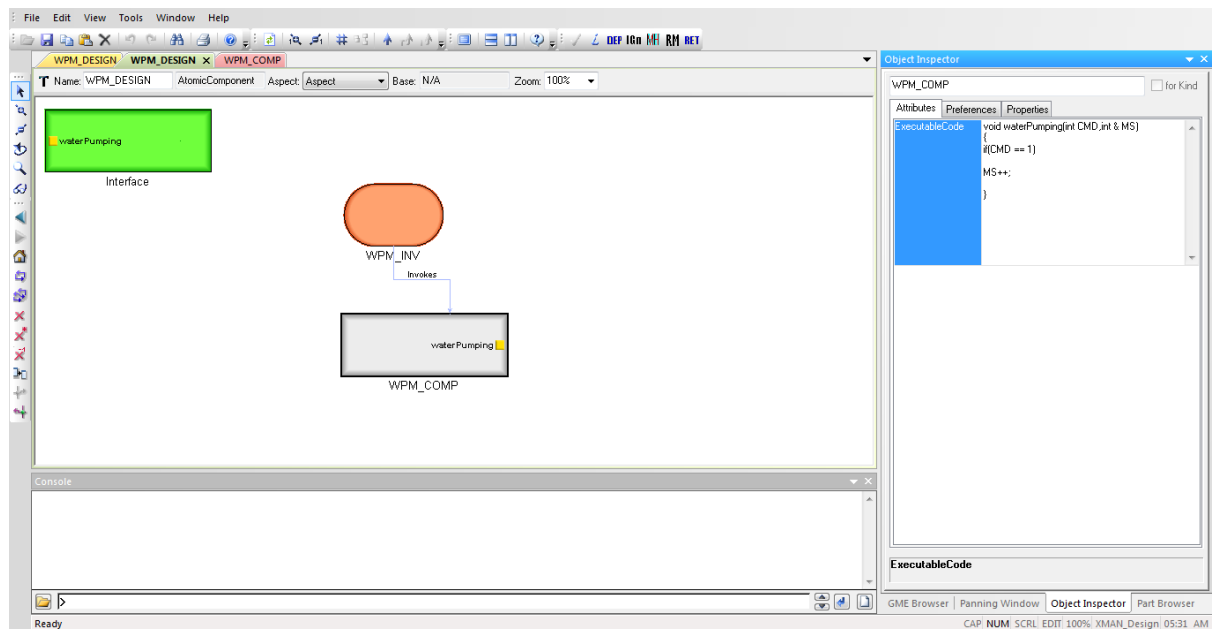 File Edit View Tools Window Help
DEP IGn MH RM RET
WPM_DESIGN WPM_DESIGN × WPM_COMP
Name: WPM_DESIGN AtomicComponent Aspect: Aspect Base: N/A Zoom: 100%
waterPumping
Interface
WPM_INV
Invokes
waterPumping
WPM_COMP
Console
Ready
Object Inspector
WPM_COMP for Kind
Attributes Preferences Properties
ExecutableCode void waterPumping(int CMD,int & MS)
{
if(CMD == 1)
MS++;
}
ExecutableCode
GME Browser Panning Window Object Inspector Part Browser
CAP NUM SCRL EDIT 100% XMAN_Design 05:31 AM